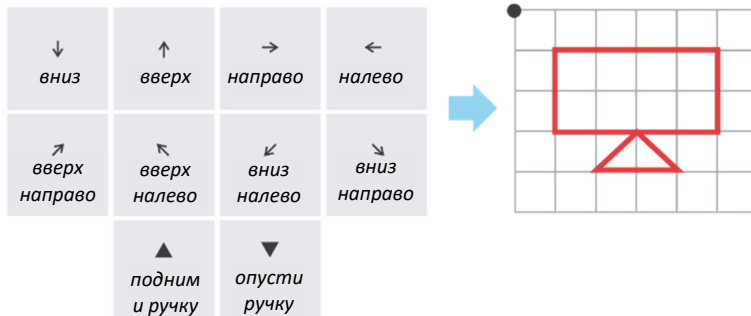 вниз
вверх
направо
налево
вверх
направо
вверх
налево
вниз
налево
вниз
направо
подним
и ручку
опусти
ручку